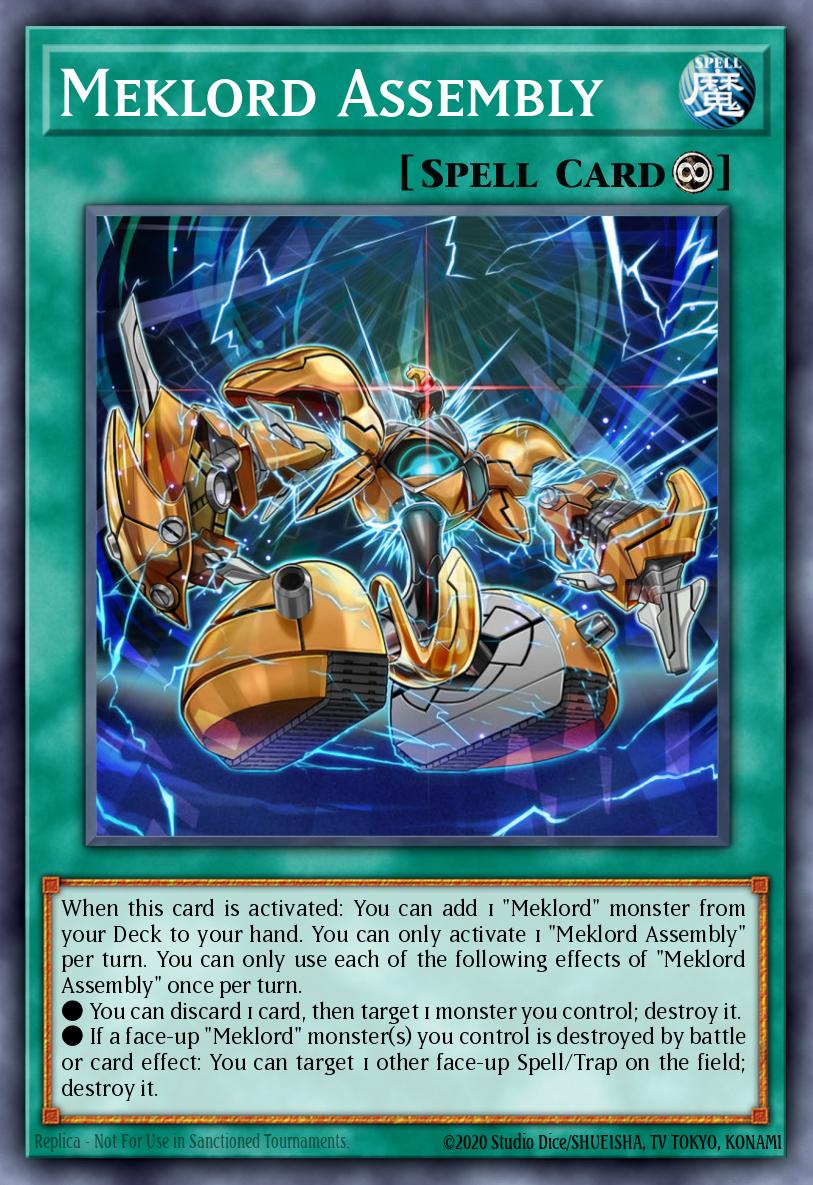 Meklord Assembly
SPELL
魔
[Spell Card]
When this card is activated: You can add 1 "Meklord" monster from
your Deck to your hand. You can only activate 1 "Meklord Assembly"
per turn. You can only use each of the following effects of "Meklord
Assembly" once per turn.
● You can discard 1 card, then target 1 monster you control; destroy it.
● If a face-up "Meklord" monster(s) you control is destroyed by battle
or card effect: You can target 1 other face-up Spell/Trap on the field;
destroy it.
Replica - Not For Use in Sanctioned Tournaments.
©2020 Studio Dice/SHUEISHA, TV TOKYO, KONAMI